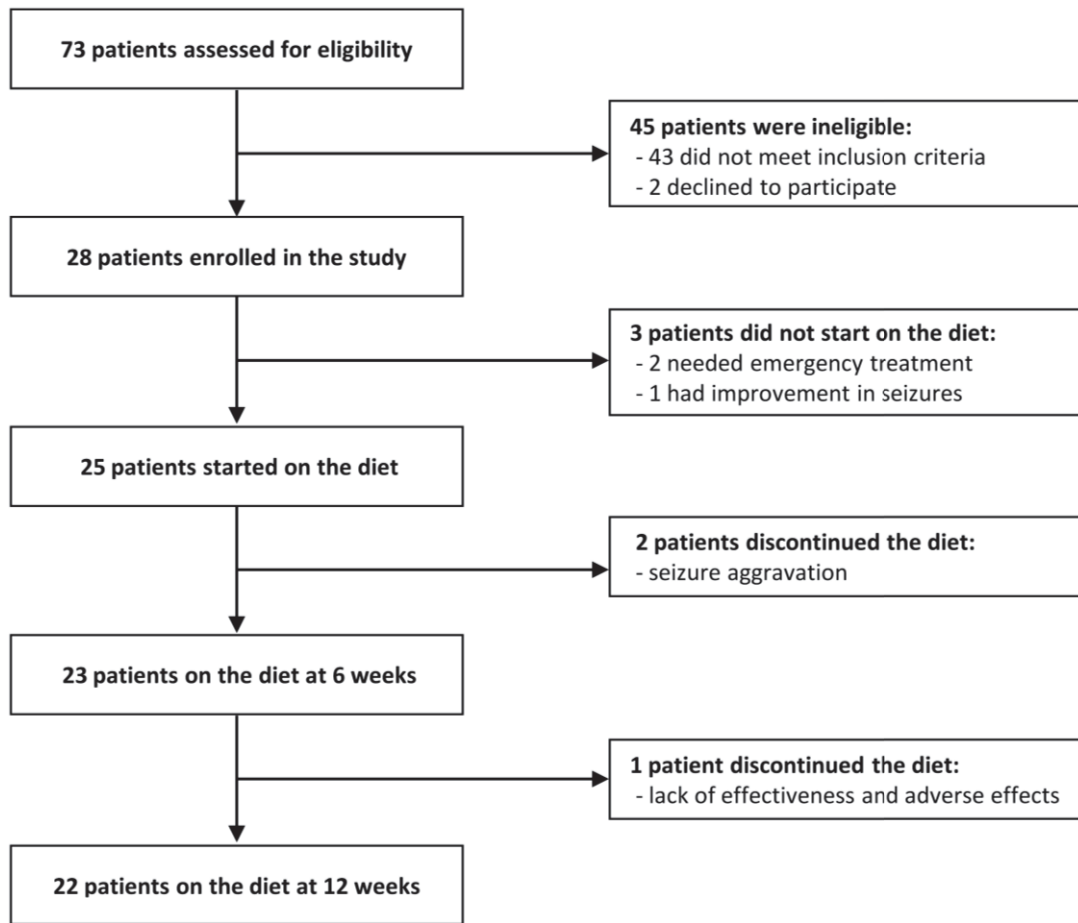 73 patients assessed for eligibility
45 patients were ineligible:
- 43 did not meet inclusion criteria
- 2 declined to participate
28 patients enrolled in the study
3 patients did not start on the diet:
- 2 needed emergency treatment
- 1 had improvement in seizures
25 patients started on the diet
2 patients discontinued the diet:
- seizure aggravation
23 patients on the diet at 6 weeks
1 patient discontinued the diet:
- lack of effectiveness and adverse effects
22 patients on the diet at 12 weeks